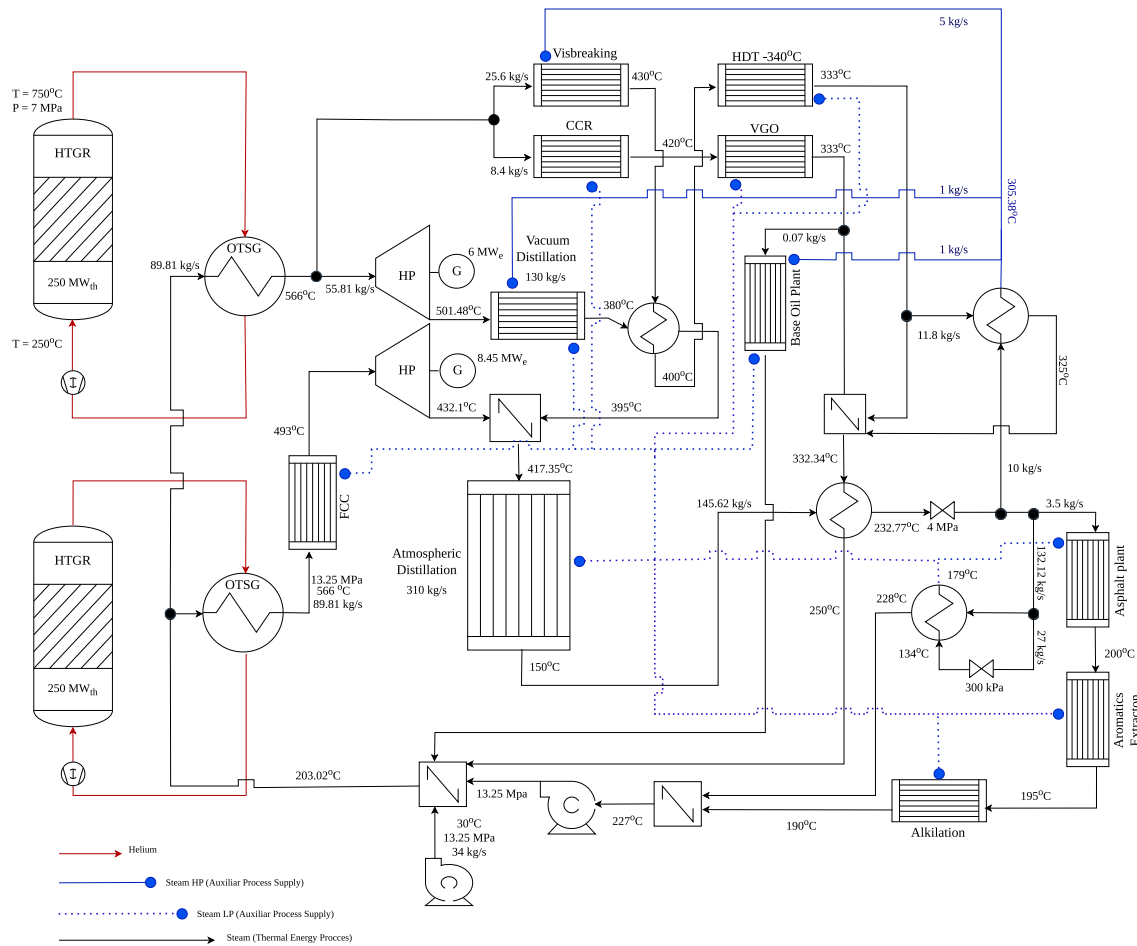 5 kg/s
Visbreaking
HDT -340°C
T = 750°C
P = 7 MPa
25.6 kg/s
430°C
333°C
HTGR
CCR
VGO
420°C
333°C
8.4 kg/s
305.38°C
1 kg/s
250 MWth
89.81 kg/s
OTSG
566°C
55.81 kg/s
HP
G
6 MWe
Vacuum
Distillation
130 kg/s
0.07 kg/s
1 kg/s
Base Oil Plant
501.48°C
380°C
11.8 kg/s
T = 250°C
HP
G
8.45 MWe
400°C
325°C
432.1°C
395°C
493°C
417.35°C
332.34°C
10 kg/s
FCC
145.62 kg/s
232.77°C
4 MPa
3.5 kg/s
HTGR
OTSG
13.25 MPa
566 °C
89.81 kg/s
Atmospheric
Distillation
310 kg/s
132.12 kg/s
Asphalt plant
179°C
228°C
250°C
134°C
27 kg/s
300 kPa
200°C
250 MWth
150°C
Aromatics
Extracton
203.02°C
13.25 Mpa
C
227°C
190°C
195°C
Alkilation
30°C
13.25 MPa
34 kg/s
C
Helium
Steam HP (Auxiliar Process Supply)
Steam LP (Auxiliar Process Supply)
Steam (Thermal Energy Procces)